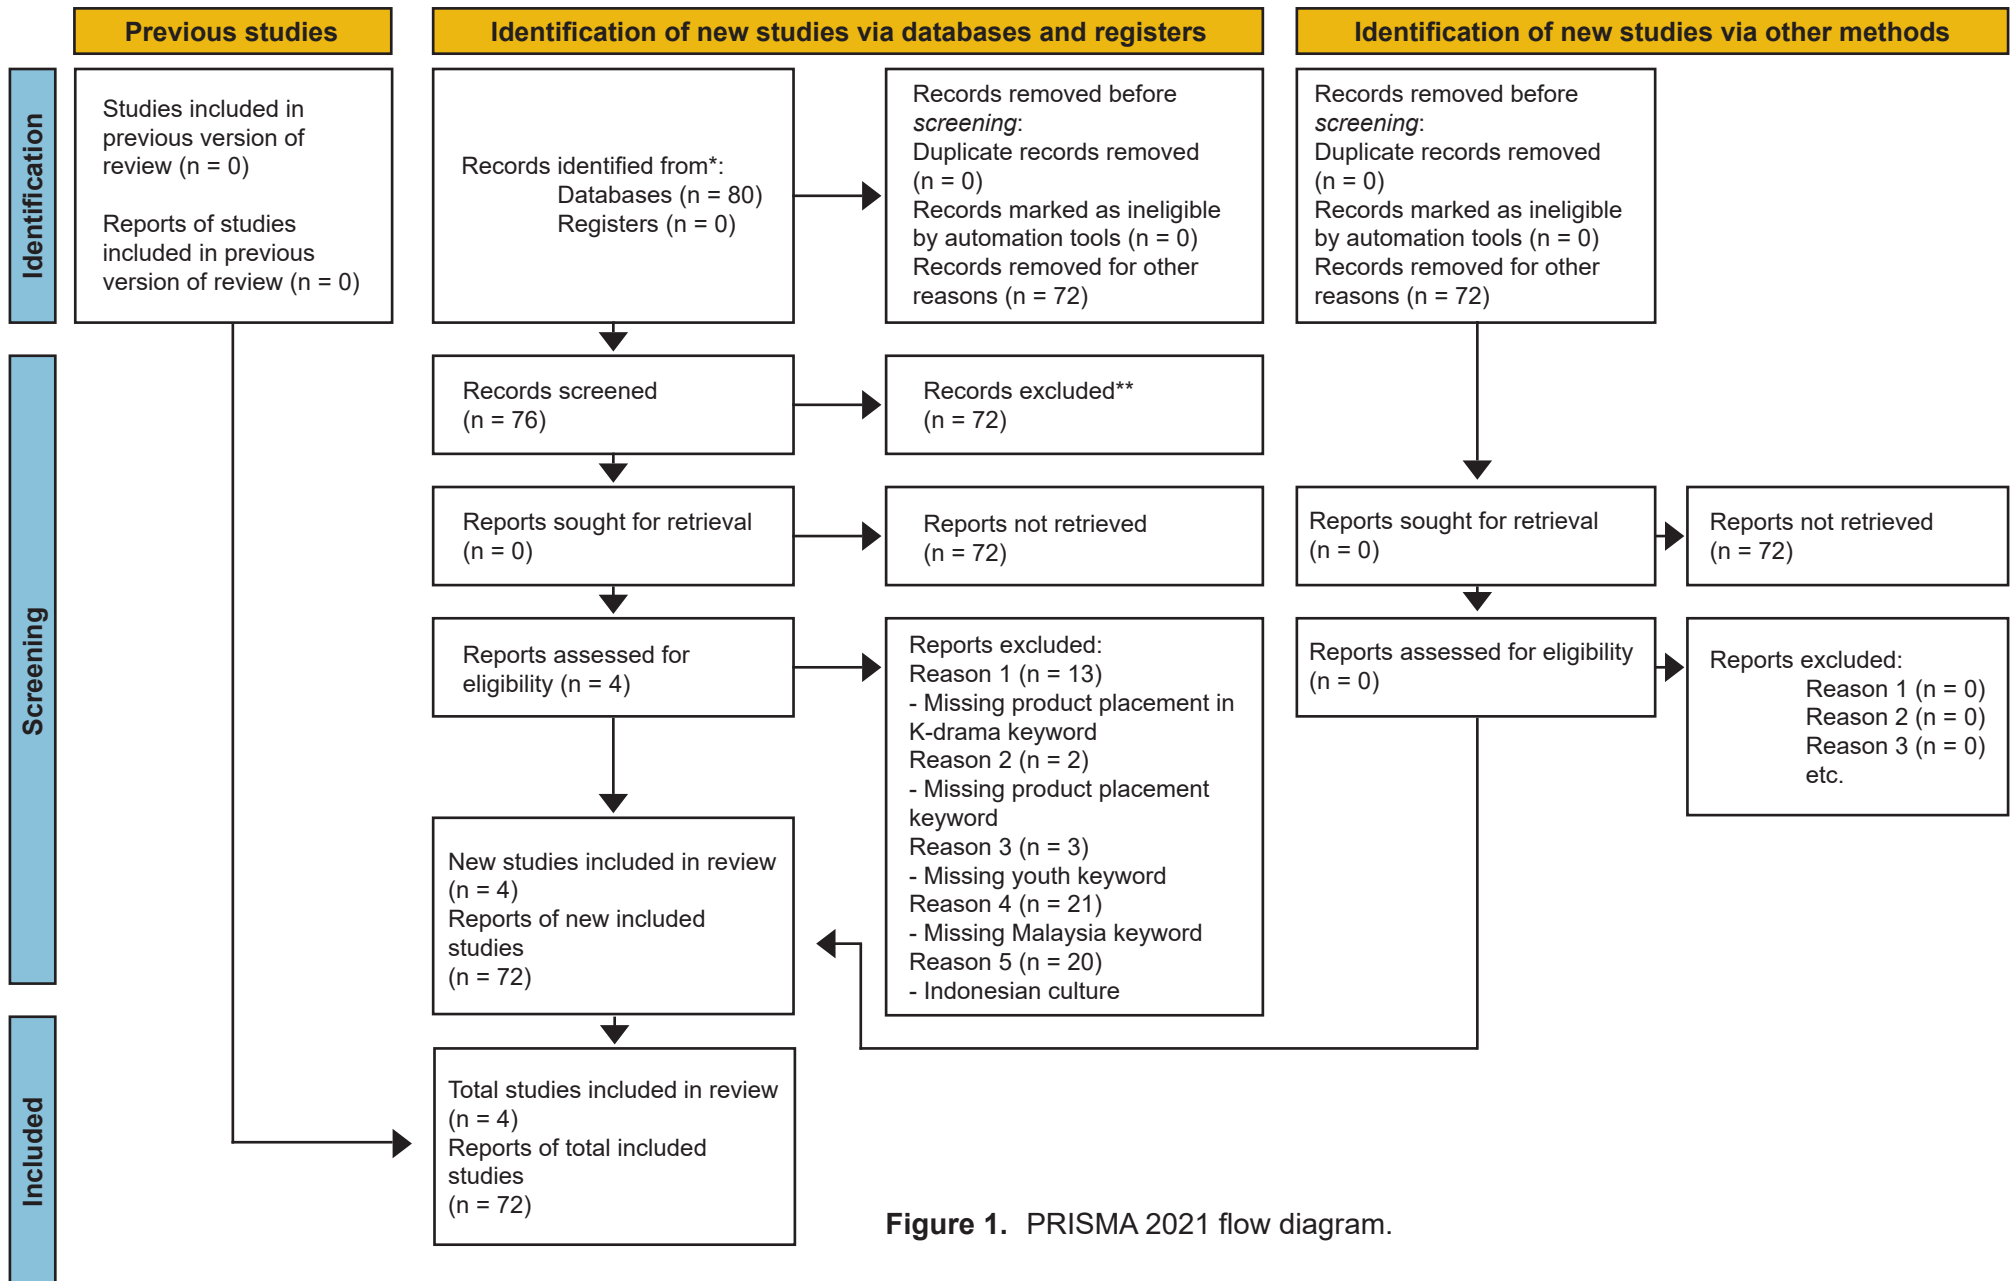 Previous studies
Identification of new studies via databases and registers
Identification of new studies via other methods
Identification
Studies included in
previous version of
review (n = 0)
Reports of studies
included in previous
version of review (n = 0)
Records identified from*:
Databases (n = 80)
Registers (n = 0)
Records removed before
screening:
Duplicate records removed
(n = 0)
Records marked as ineligible
by automation tools (n = 0)
Records removed for other
reasons (n = 72)
Records removed before
screening:
Duplicate records removed
(n = 0)
Records marked as ineligible
by automation tools (n = 0)
Records removed for other
reasons (n = 72)
Screening
Records screened
(n = 76)
Records excluded**
(n = 72)
Reports sought for retrieval
(n = 0)
Reports not retrieved
(n = 72)
Reports sought for retrieval
(n = 0)
Reports not retrieved
(n = 72)
Reports assessed for
eligibility (n = 4)
Reports excluded:
Reason 1 (n = 13)
- Missing product placement in
K-drama keyword
Reason 2 (n = 2)
- Missing product placement
keyword
Reason 3 (n = 3)
- Missing youth keyword
Reason 4 (n = 21)
- Missing Malaysia keyword
Reason 5 (n = 20)
- Indonesian culture
Reports assessed for eligibility
(n = 0)
Reports excluded:
Reason 1 (n = 0)
Reason 2 (n = 0)
Reason 3 (n = 0)
etc.
New studies included in review
(n = 4)
Reports of new included
studies
(n = 72)
Included
Total studies included in review
(n = 4)
Reports of total included
studies
(n = 72)
Figure 1. PRISMA 2021 flow diagram.